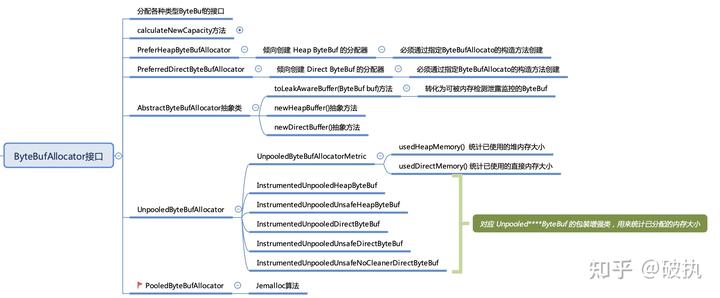 分配各种类型ByteBuf的接口
calculateNewCapacity方法
PreferHeapByteBufAllocator 倾向创建 Heap ByteBuf 的分配器 必须通过指定ByteBufAllocato的构造方法创建
PreferredDirectByteBufAllocator 倾向创建 Direct ByteBuf 的分配器 必须通过指定ByteBufAllocato的构造方法创建
toLeakAwareBuffer(ByteBuf buf)方法 转化为可被内存检测泄露监控的ByteBuf
AbstractByteBufAllocator抽象类
newHeapBuffer()抽象方法
newDirectBuffer()抽象方法
ByteBufAllocator接口
usedHeapMemory() 统计已使用的堆内存大小
UnpooledByteBufAllocatorMetric
usedDirectMemory() 统计已使用的直接内存大小
InstrumentedUnpooledHeapByteBuf
UnpooledByteBufAllocator
InstrumentedUnpooledUnsafeHeapByteBuf
InstrumentedUnpooledDirectByteBuf
对应 Unpooled****ByteBuf 的包装增强类，用来统计已分配的内存大小
InstrumentedUnpooledUnsafeDirectByteBuf
InstrumentedUnpooledUnsafeNoCleanerDirectByteBuf
PooledByteBufAllocator Jemalloc算法
知乎 @破执